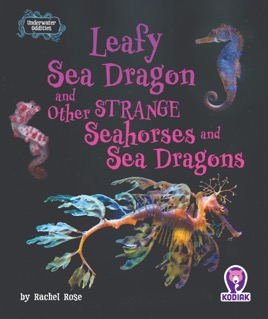 Underwater
Oddities
Leafy
Sea Dragon
and
Other STRANGE
Seahorses and
Sea Dragons
by Rachel Rose
KODIAK